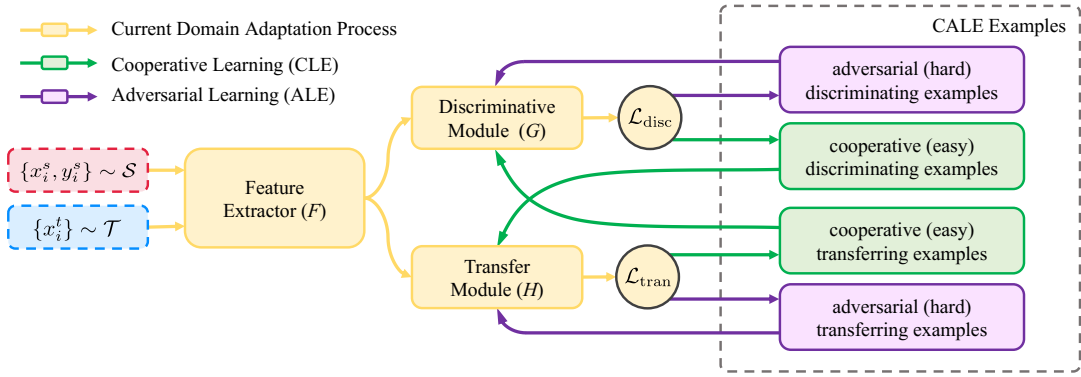 Current Domain Adaptation Process
Cooperative Learning (CLE)
Adversarial Learning (ALE)
CALE Examples
{x_i^s, y_i^s} ∼ S
{x_i^t} ∼ T
Feature
Extractor (F)
Discriminative
Module (G)
L_disc
Transfer
Module (H)
L_tran
adversarial (hard)
discriminating examples
cooperative (easy)
discriminating examples
cooperative (easy)
transferring examples
adversarial (hard)
transferring examples